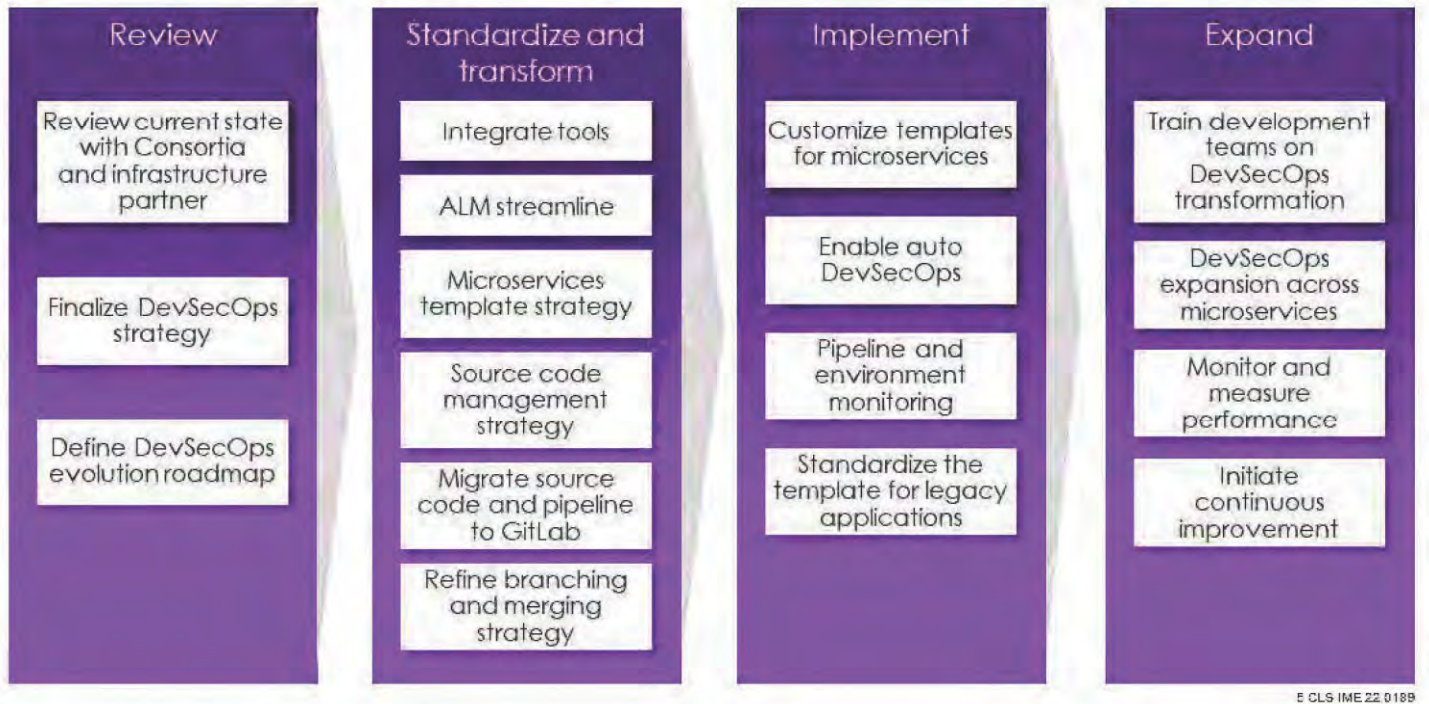 Review
Review current state
with Consortia
and infrastructure
partner
Finalize DevSecOps
strategy
Define DevSecOps
evolution roadmap
Standardize and
transform
Integrate tools
ALM streamline
Microservices
template strategy
Source code
management
strategy
Migrate source
code and pipeline
to GitLab
Refine branching
and merging
strategy
Implement
Customize templates
for microservices
Enable auto
DevSecOps
Pipeline and
environment
monitoring
Standardize the
template for legacy
applications
Expand
Train development
teams on
DevSecOps
transformation
DevSecOps
expansion across
microservices
Monitor and
measure
performance
Initiate
continuous
improvement
CLS IME 22 0189